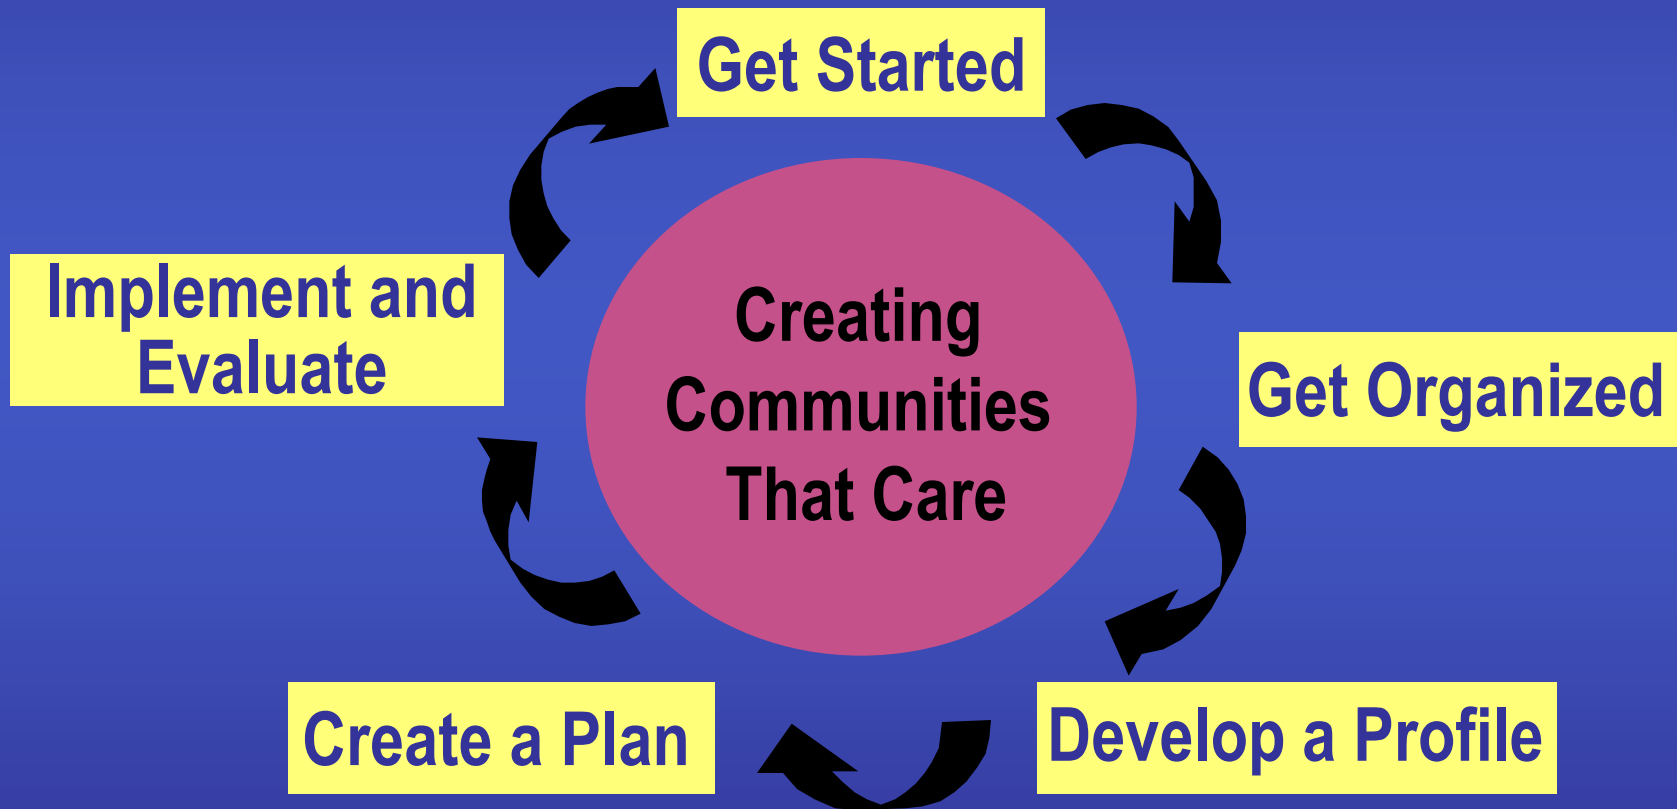 Get Started
Implement and
Evaluate
Creating
Communities
That Care
Get Organized
Create a Plan
Develop a Profile